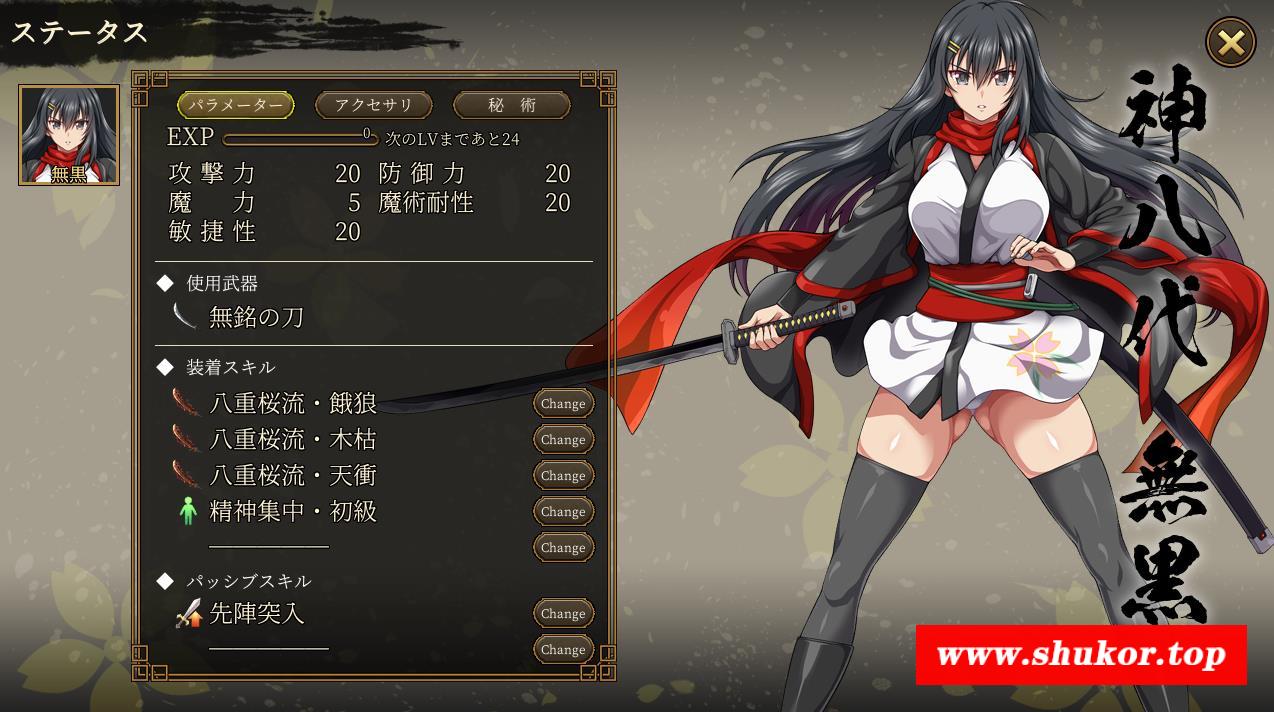 ステータス
無黒
パラメーター アクセサリ 秘 術
EXP 0 次のLVまであと24
攻撃力 20 防御力 20
魔 力 5 魔術耐性 20
敏捷性 20
使用武器
無銘の刀
装着スキル
八重桜流・餓狼 Change
八重桜流・木枯 Change
八重桜流・天衝 Change
精神集中・初級 Change
Change
パッシブスキル
先陣突入 Change
Change
神八代 無黒
www.shukor.top